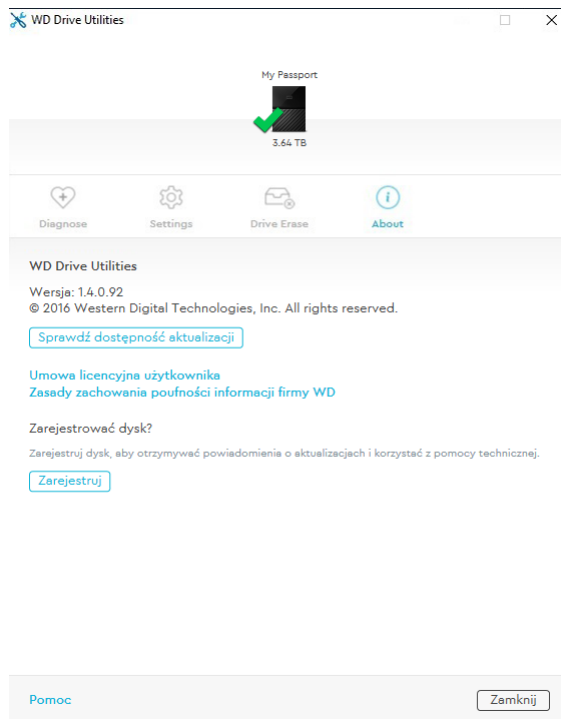 WD Drive Utilities
My Passport
3.64 TB
Diagnose
Settings
Drive Erase
About
WD Drive Utilities
Wersja: 1.4.0.92
© 2016 Western Digital Technologies, Inc. All rights reserved.
Sprawdź dostępność aktualizacji
Umowa licencyjna użytkownika
Zasady zachowania poufności informacji firmy WD
Zarejestrować dysk?
Zarejestruj dysk, aby otrzymywać powiadomienia o aktualizacjach i korzystać z pomocy technicznej.
Zarejestruj
Pomoc
Zamknij